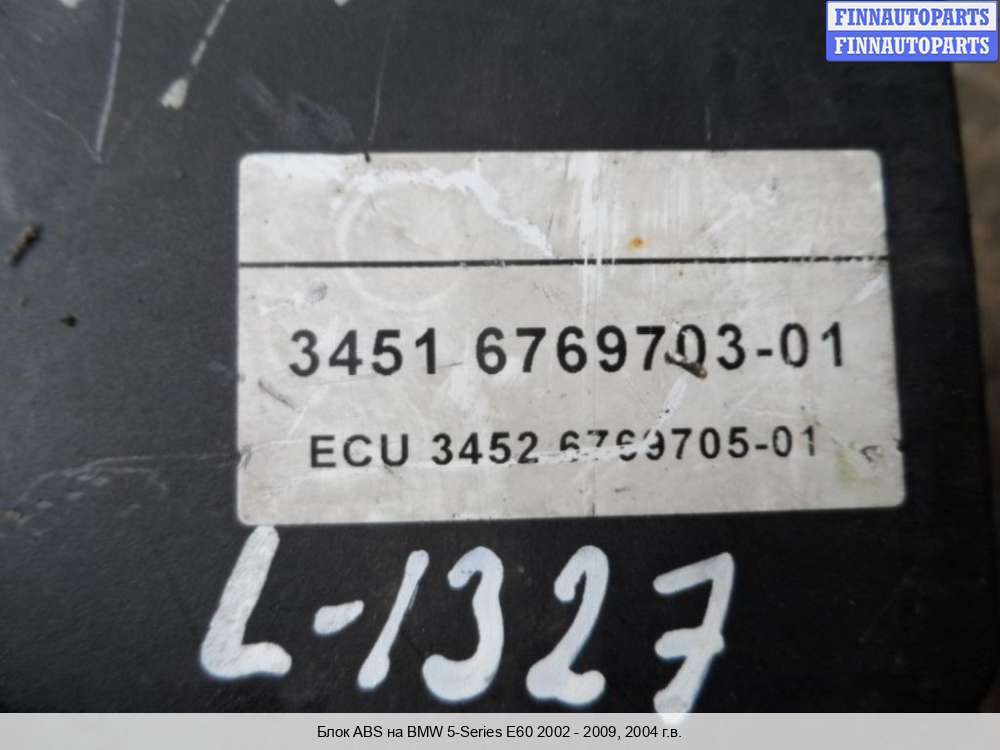 FINNAUTOPARTS
FINNAUTOPARTS
3451 6769703-01
ECU 3452 6769705-01
L-1327
Блок ABS на BMW 5-Series E60 2002 - 2009, 2004 г.в.